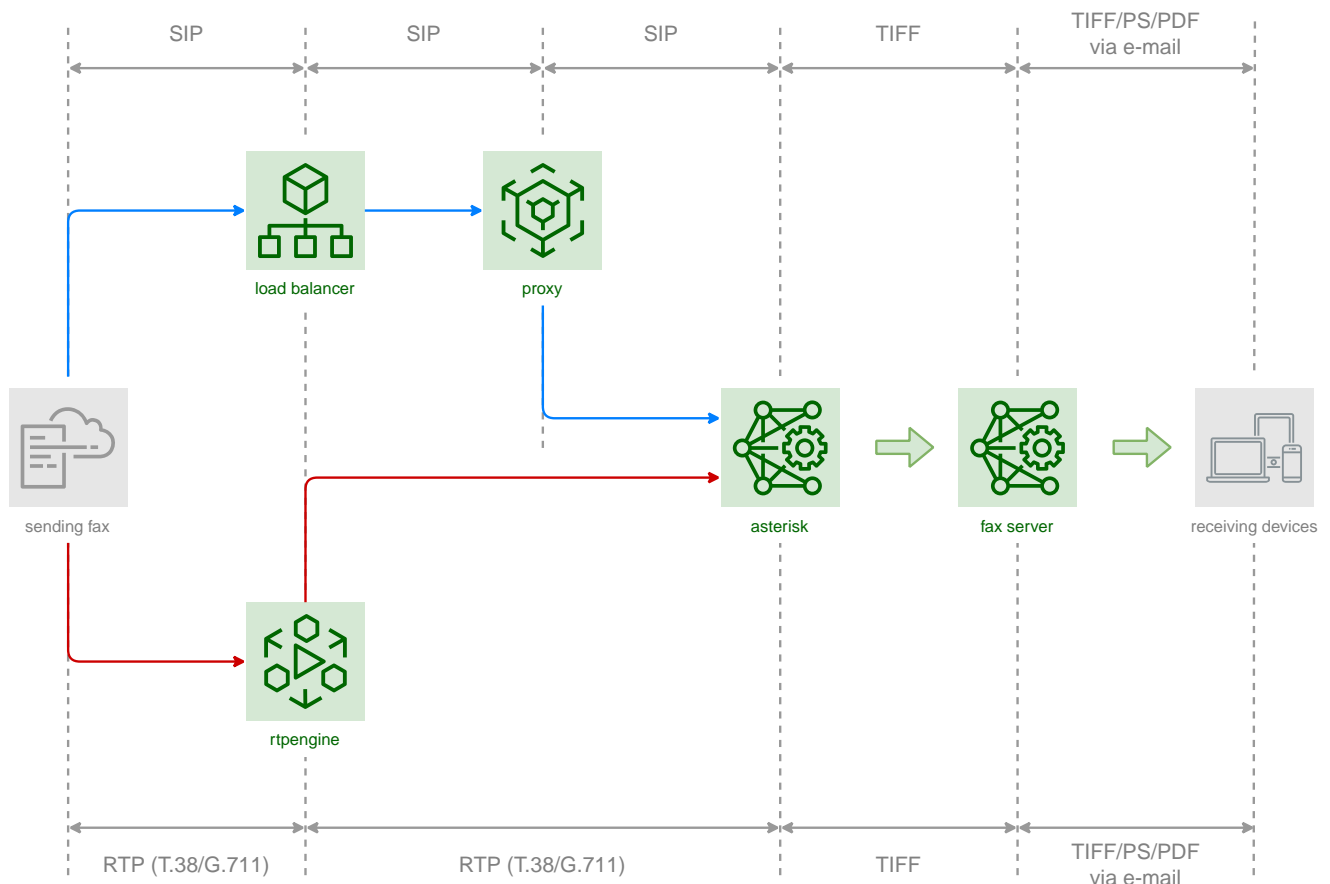 SIP
SIP
SIP
TIFF
TIFF/PS/PDF
via e-mail
load balancer
proxy
sending fax
asterisk
fax server
receiving devices
rtpengine
RTP (T.38/G.711)
RTP (T.38/G.711)
TIFF
TIFF/PS/PDF
via e-mail